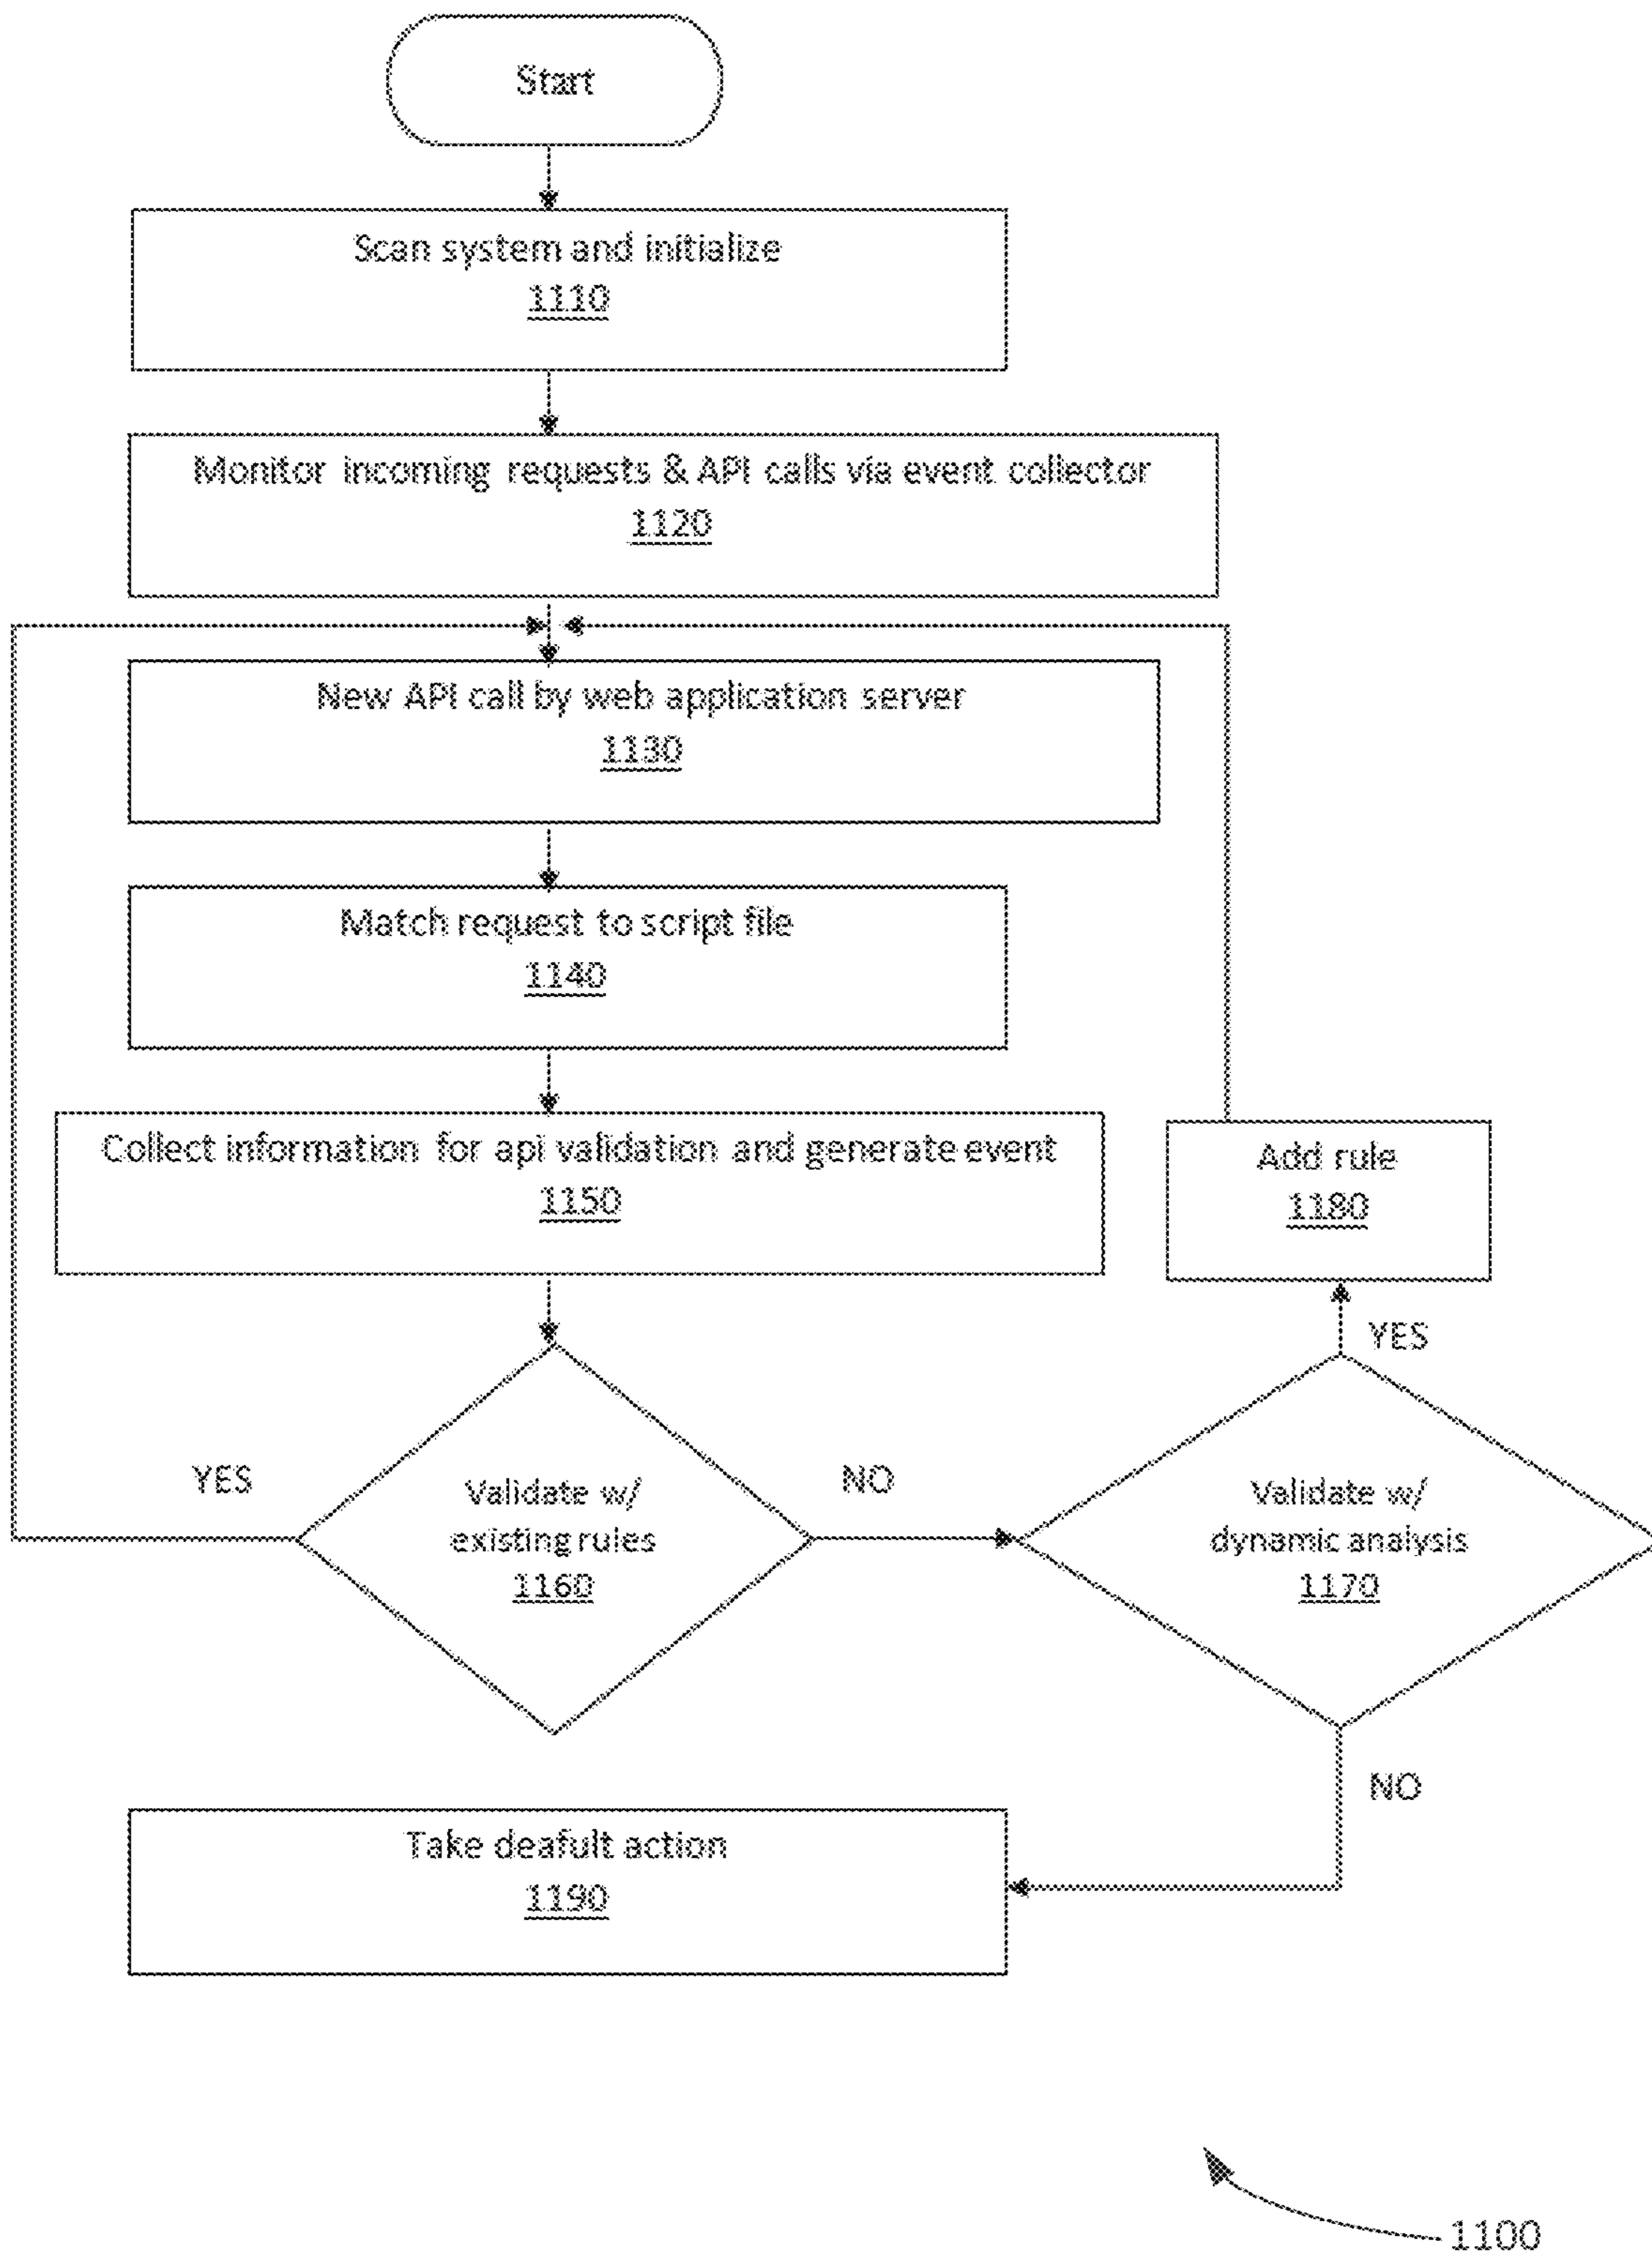 Start
Scan system and initialize
1110
Monitor incoming requests & API calls via event collector
1120
New API call by web application server
1130
Match request to script file
1140
Collect information for api validation and generate event
1150
Add rule
1180
YES
YES
Validate w/
existing rules
1160
NO
Validate w/
dynamic analysis
1170
NO
Take deafult action
1190
1100